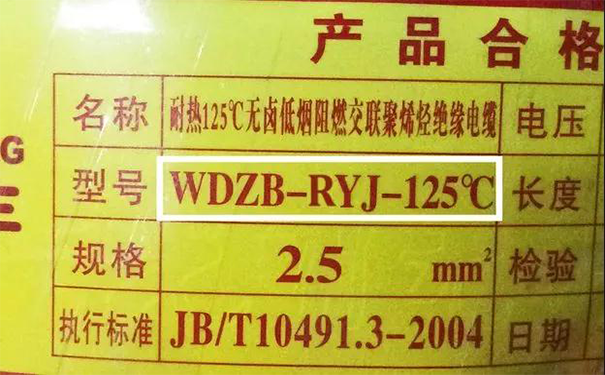 产品合格
名称 耐热125℃无卤低烟阻燃交联聚烯烃绝缘电缆 电压
G
型号 WDZB-RYJ-125℃ 长度
E
规格 2.5 mm² 检验
执行标准 JB/T10491.3-2004 日期